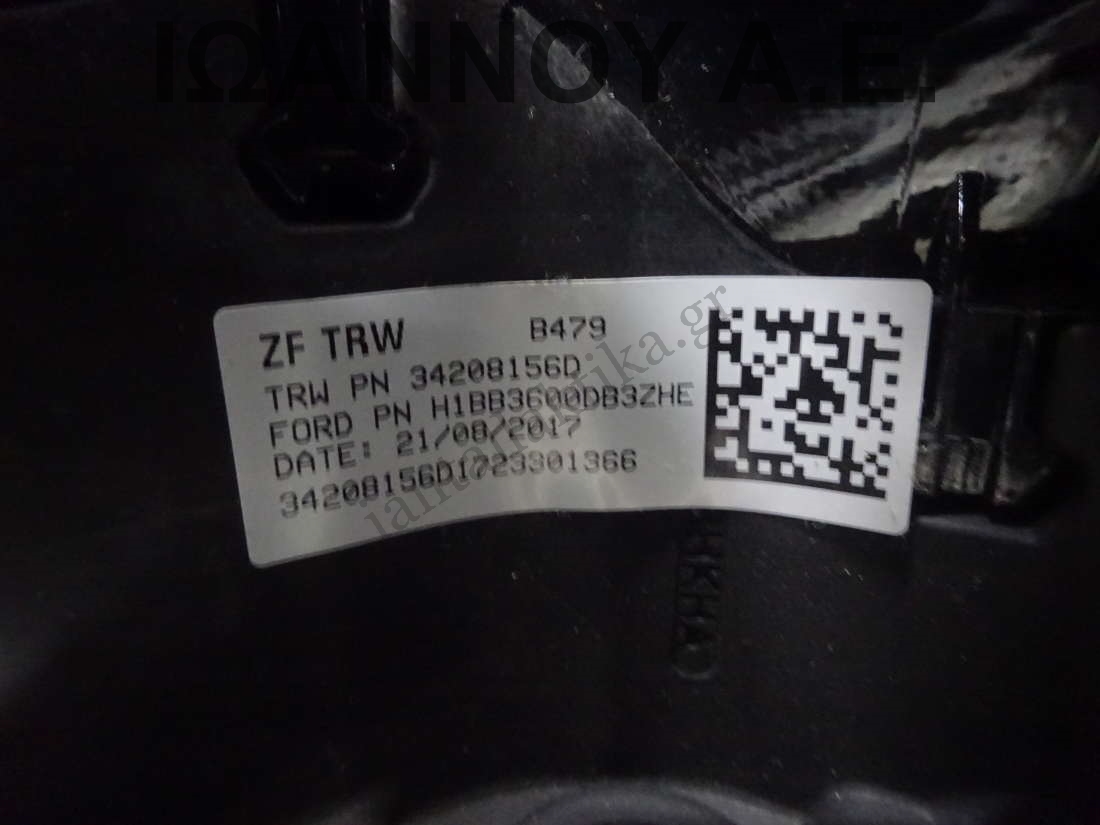 ΙΩΑΝΝΟΥ Α.Ε.
ZF TRW B479
TRW PN 34208156D
FORD PN H1BB3600DB3ZHE
DATE: 21/08/2017
34208156D1723301366